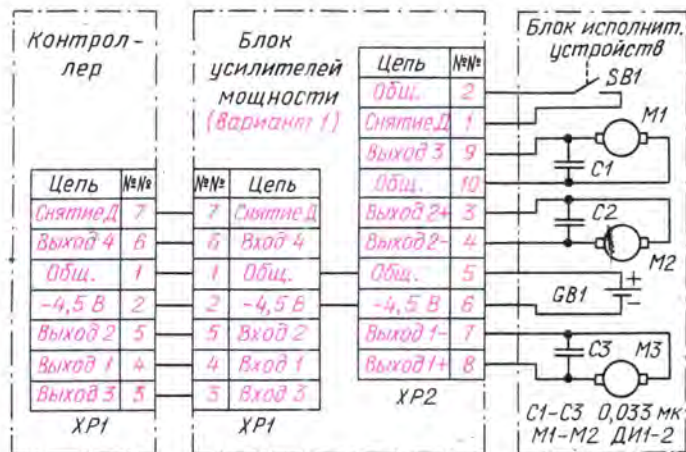 Контрол-
лер
Цепь №№
Снятие Д 7
Выход 4 6
Общ. 1
-4,5 В 2
Выход 2 5
Выход 1 4
Выход 3 3
XP1
Блок
усилителей
мощности
(Вариант 1)
№№ Цепь
7 Снятие Д
6 Вход 4
1 Общ.
2 -4,5 В
5 Вход 2
4 Вход 1
3 Вход 3
XP1
Цепь №№
Общ. 2
Снятие Д 1
Выход 3 9
Общ. 10
Выход 2+ 3
Выход 2- 4
Общ. 5
-4,5 В 6
Выход 1- 7
Выход 1+ 8
XP2
Блок исполнит.
устройств
SB1
M1
C1
C2
M2
GB1
+
-
C3
M3
C1-C3 0,033 мк
M1-M2 ДИ1-2